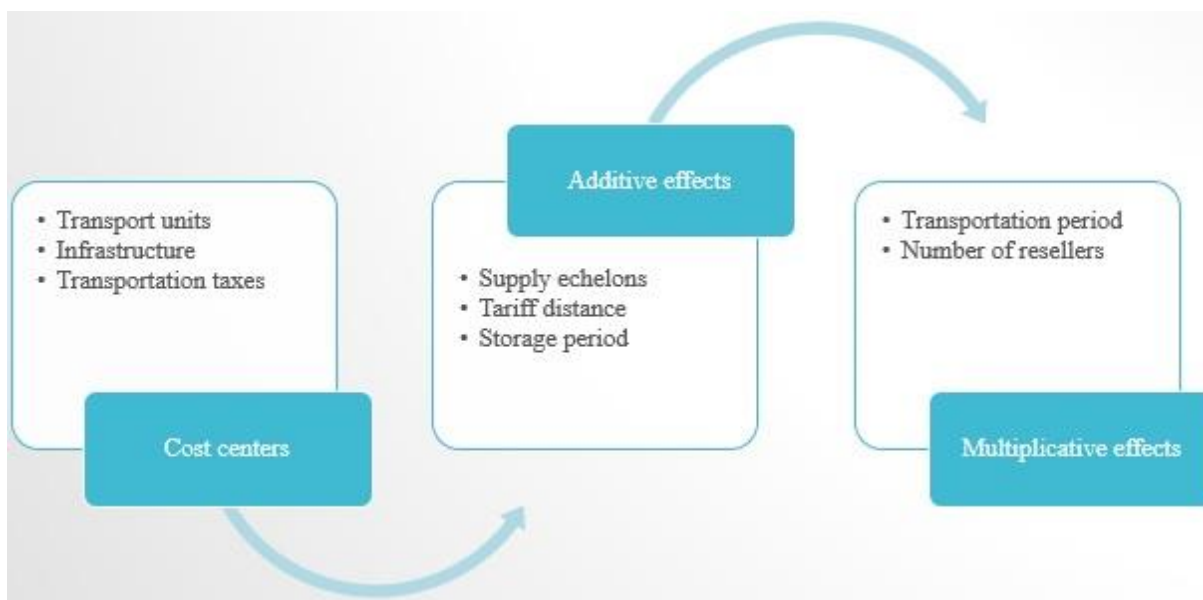 • Transport units
• Infrastructure
• Transportation taxes
Cost centers
Additive effects
• Supply echelons
• Tariff distance
• Storage period
• Transportation period
• Number of resellers
Multiplicative effects